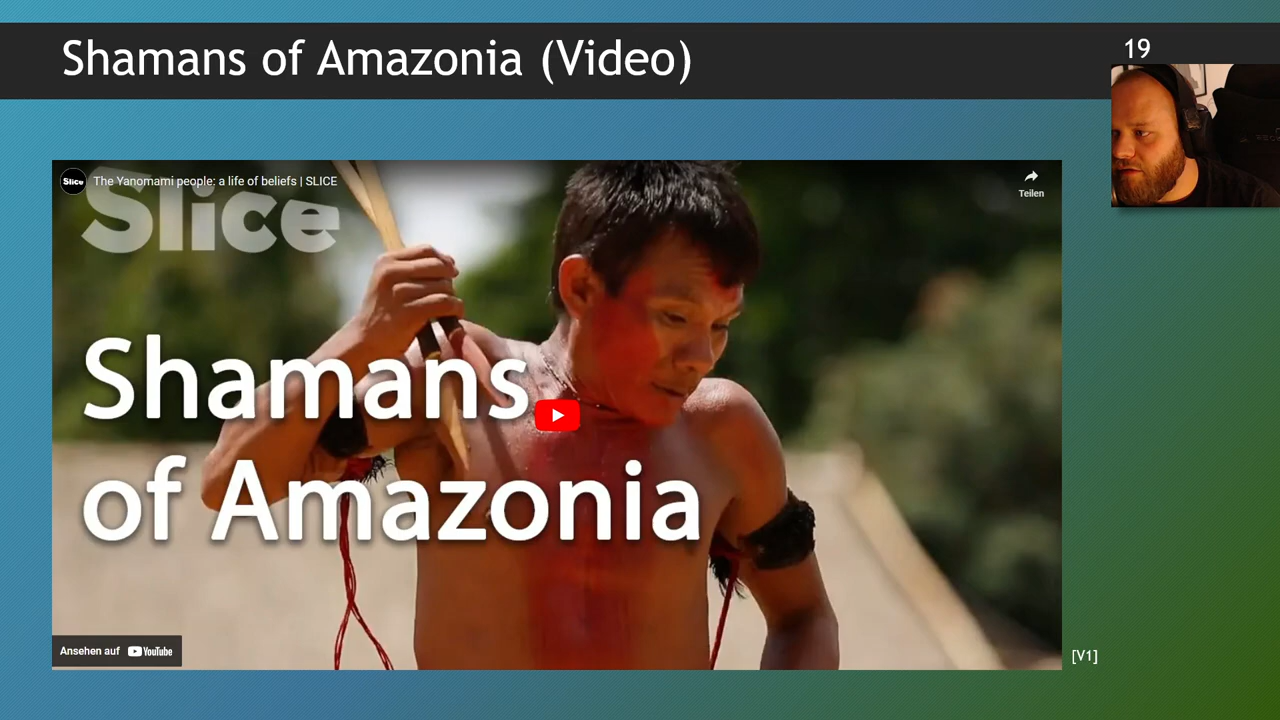 Shamans of Amazonia (Video)
19
Slice
The Yanomami people: a life of beliefs | SLICE
Teilen
Slice
Shamans
of Amazonia
Ansehen auf YouTube
[V1]